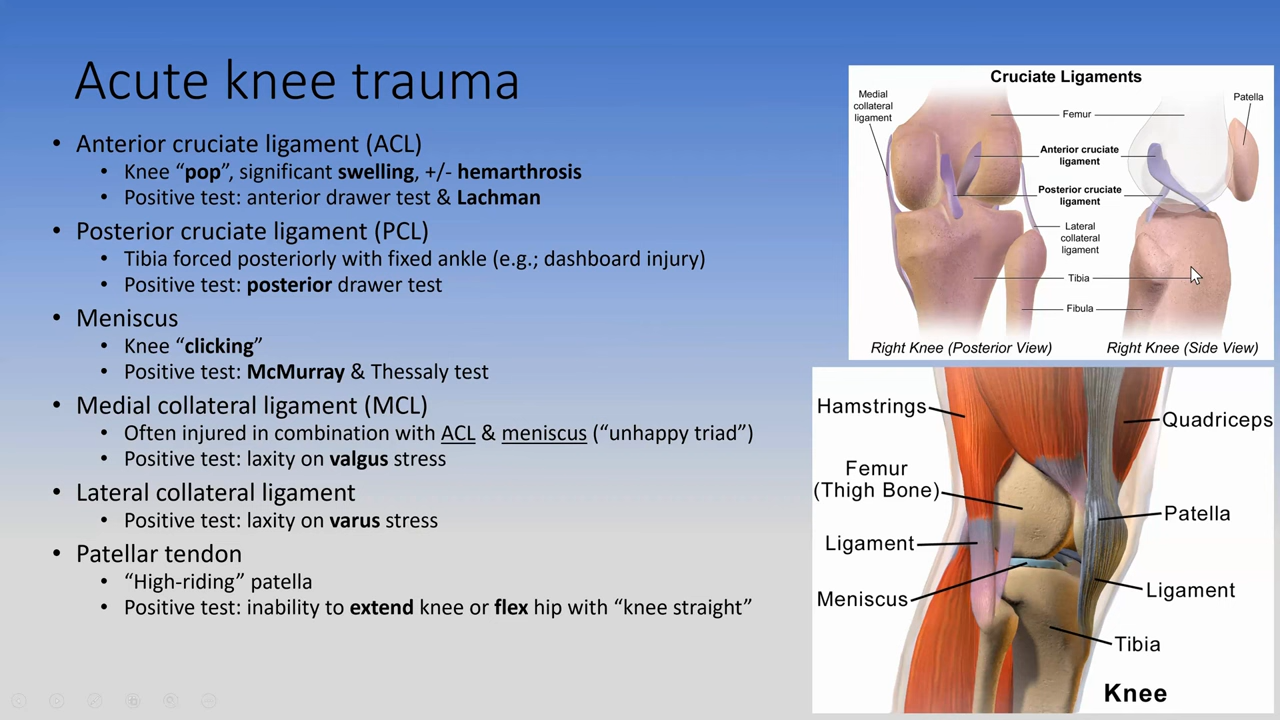 Acute knee trauma
• Anterior cruciate ligament (ACL)
• Knee “pop”, significant swelling, +/- hemarthrosis
• Positive test: anterior drawer test & Lachman
• Posterior cruciate ligament (PCL)
• Tibia forced posteriorly with fixed ankle (e.g.; dashboard injury)
• Positive test: posterior drawer test
• Meniscus
• Knee “clicking”
• Positive test: McMurray & Thessaly test
• Medial collateral ligament (MCL)
• Often injured in combination with ACL & meniscus (“unhappy triad”)
• Positive test: laxity on valgus stress
• Lateral collateral ligament
• Positive test: laxity on varus stress
• Patellar tendon
• “High-riding” patella
• Positive test: inability to extend knee or flex hip with “knee straight”
Cruciate Ligaments
Medial
collateral
ligament
Femur
Patella
Anterior cruciate
ligament
Posterior cruciate
ligament
Lateral
collateral
ligament
Tibia
Fibula
Right Knee (Posterior View)
Right Knee (Side View)
Hamstrings
Quadriceps
Femur
(Thigh Bone)
Patella
Ligament
Ligament
Meniscus
Tibia
Knee